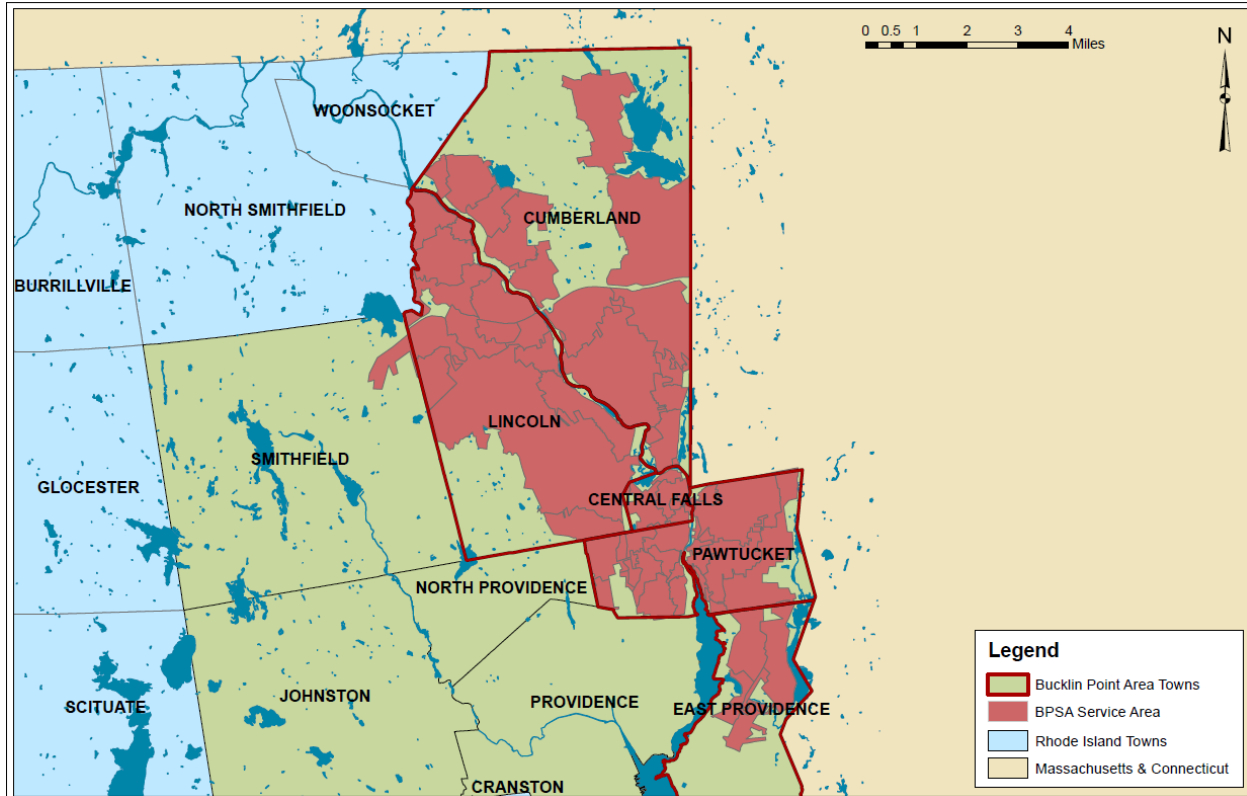 0 0.5 1 2 3 4
Miles
N
WOONSOCKET
NORTH SMITHFIELD
CUMBERLAND
BURRILLVILLE
LINCOLN
SMITHFIELD
GLOCESTER
CENTRAL FALLS
PAWTUCKET
NORTH PROVIDENCE
JOHNSTON
PROVIDENCE
SCITUATE
EAST PROVIDENCE
CRANSTON
Legend
Bucklin Point Area Towns
BPSA Service Area
Rhode Island Towns
Massachusetts & Connecticut